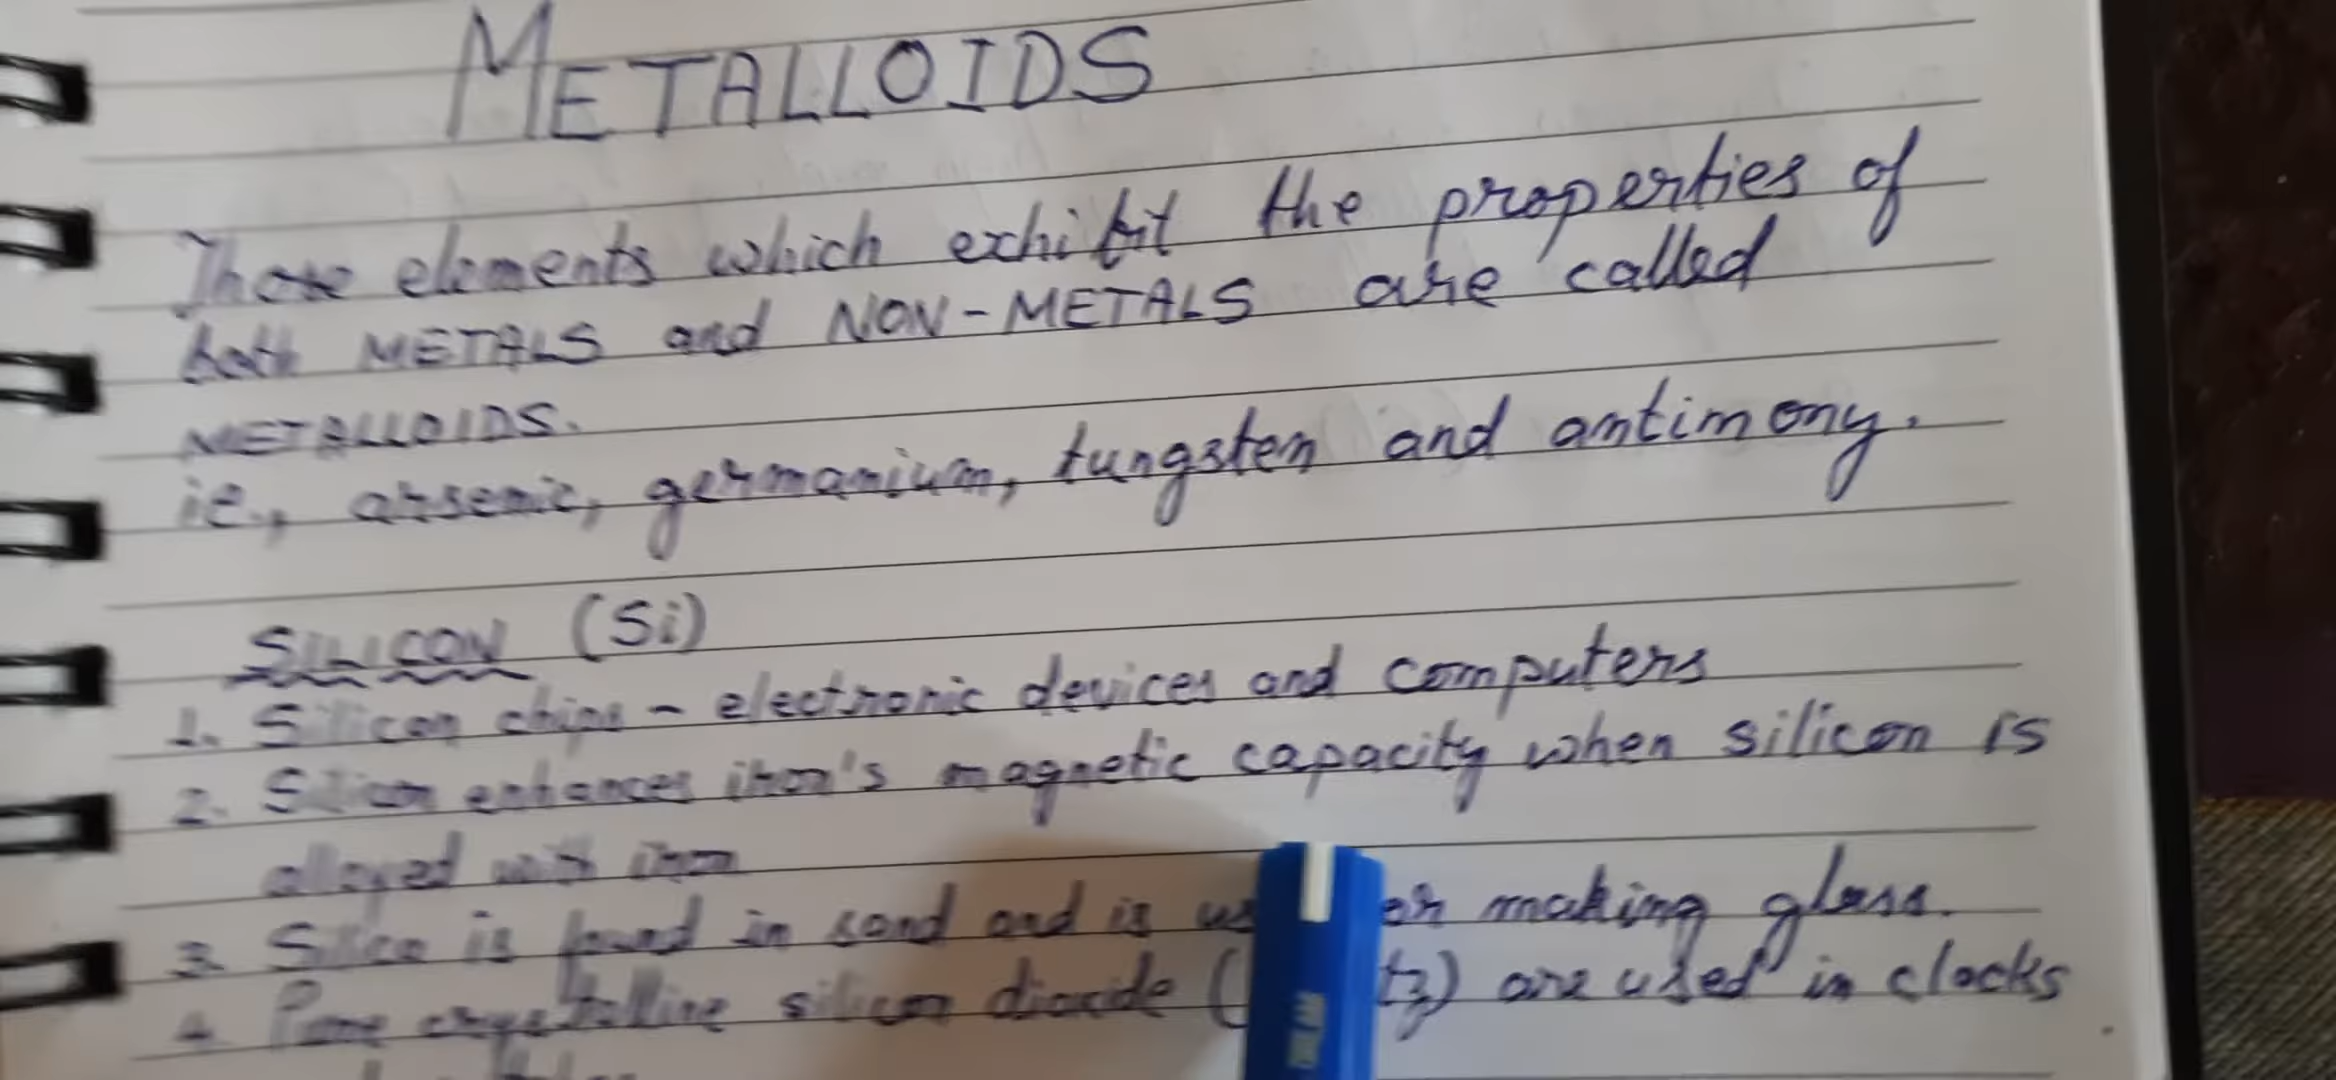 METALLOIDS
Those elements which exhibit the properties of
both METALS and NON-METALS are called
METALLOIDS.
ie., arsenic, germanium, tungsten and antimony.
SILICON (Si)
1. Silicon chips - electronic devices and computers
2. Silicon enhances iron's magnetic capacity when silicon is
alloyed with iron
3. Silica is found in sand and is making glass.
4. Pure crystalline silicon dioxide ( tz) are used in clocks